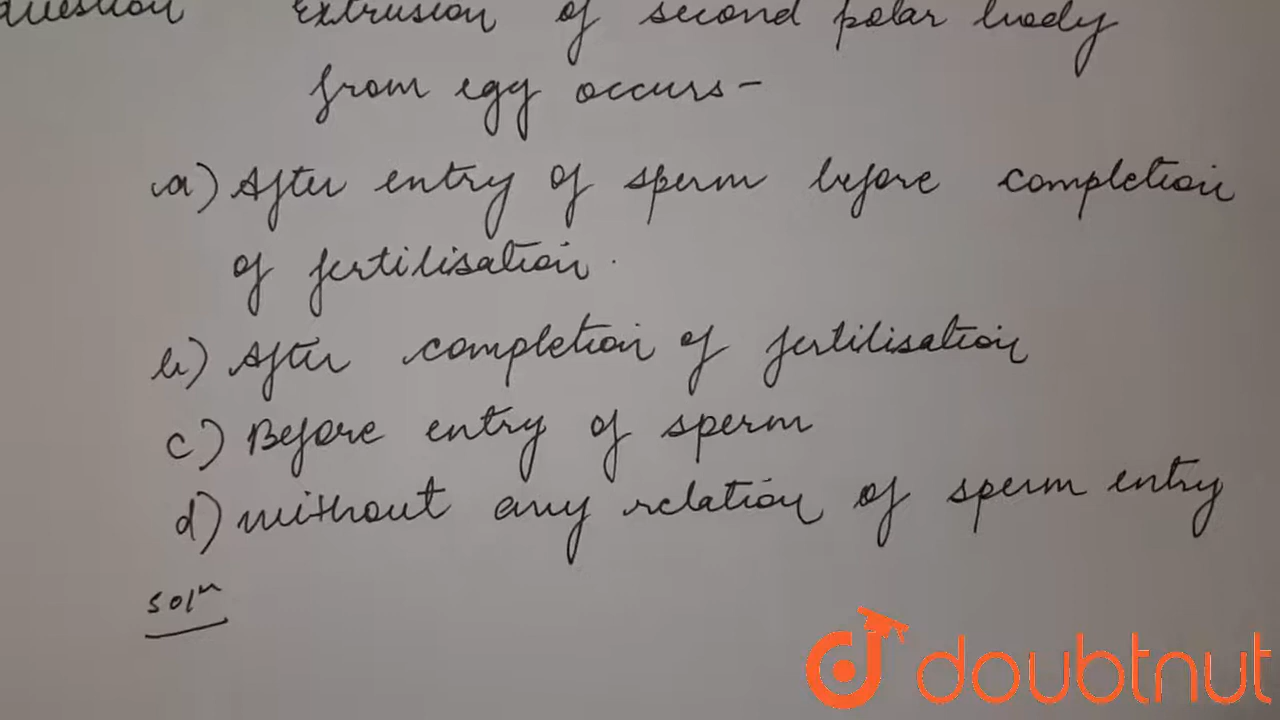 Question Extrusion of second polar body
from egg occurs-
a) After entry of sperm before completion
of fertilisation.
b) After completion of fertilisation
c) Before entry of sperm
d) without any relation of sperm entry
solⁿ
doubtnut